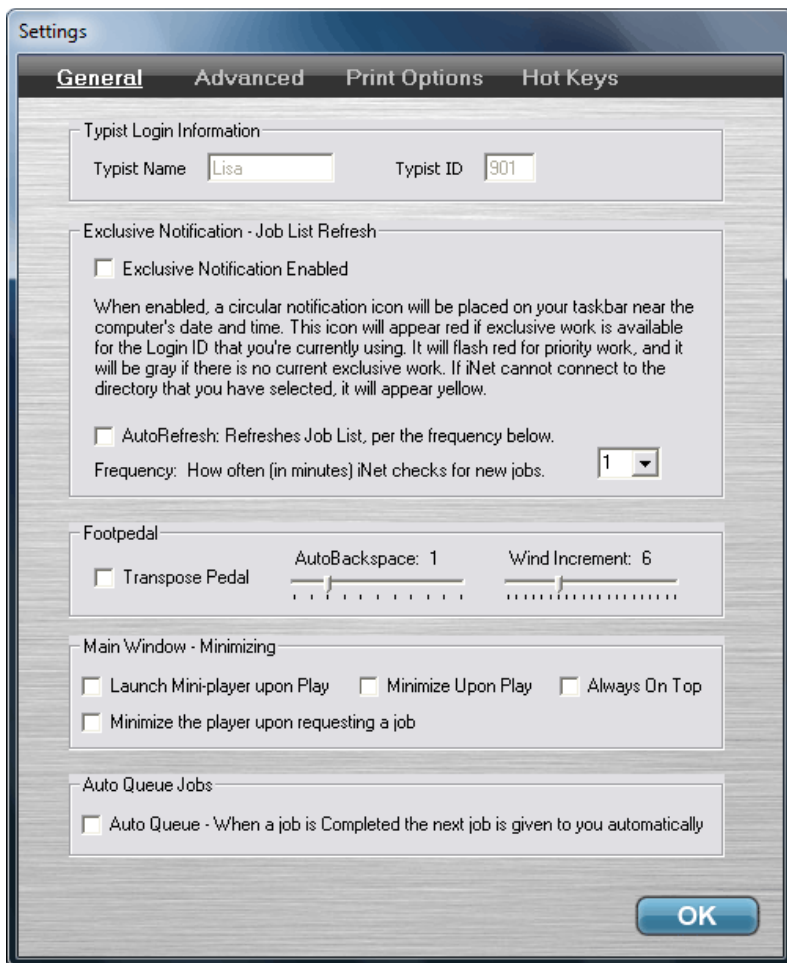 Settings
General Advanced Print Options Hot Keys
Typist Login Information
Typist Name Lisa Typist ID 901
Exclusive Notification - Job List Refresh
Exclusive Notification Enabled
When enabled, a circular notification icon will be placed on your taskbar near the
computer's date and time. This icon will appear red if exclusive work is available
for the Login ID that you're currently using. It will flash red for priority work, and it
will be gray if there is no current exclusive work. If iNet cannot connect to the
directory that you have selected, it will appear yellow.
AutoRefresh: Refreshes Job List, per the frequency below.
Frequency: How often (in minutes) iNet checks for new jobs. 1
Footpedal
Transpose Pedal AutoBackspace: 1 Wind Increment: 6
Main Window - Minimizing
Launch Mini-player upon Play Minimize Upon Play Always On Top
Minimize the player upon requesting a job
Auto Queue Jobs
Auto Queue - When a job is Completed the next job is given to you automatically
OK